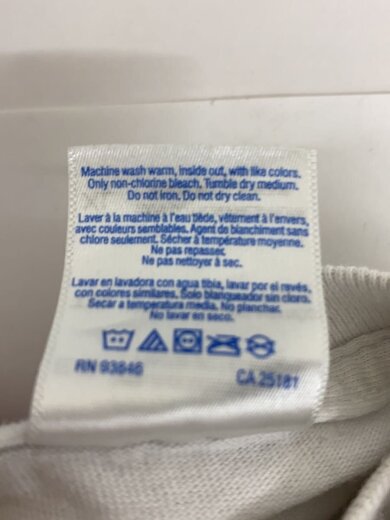 Machine wash warm, inside out, with like colors.
Only non-chlorine bleach. Tumble dry medium.
Do not iron. Do not dry clean.
Laver à la machine à l'eau tiède, vêtement à l'envers,
avec couleurs semblables. Agent de blanchiment sans
chlore seulement. Sécher à température moyenne.
Ne pas repasser.
Ne pas nettoyer à sec.
Lavar en lavadora con agua tibia, lavar por el revés,
con colores similares. Solo blanqueador sin cloro.
Secar a temperatura media. No planchar.
No lavar en seco.
RN 93846 CA 25181